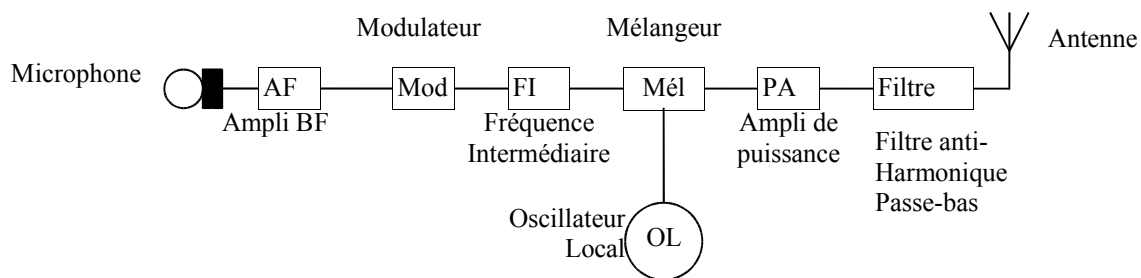 Modulateur
Mélangeur
Antenne
Microphone
AF
Mod
FI
Mél
PA
Filtre
Ampli BF
Fréquence
Intermédiaire
Ampli de
puissance
Filtre anti-
Harmonique
Passe-bas
Oscillateur
Local
OL